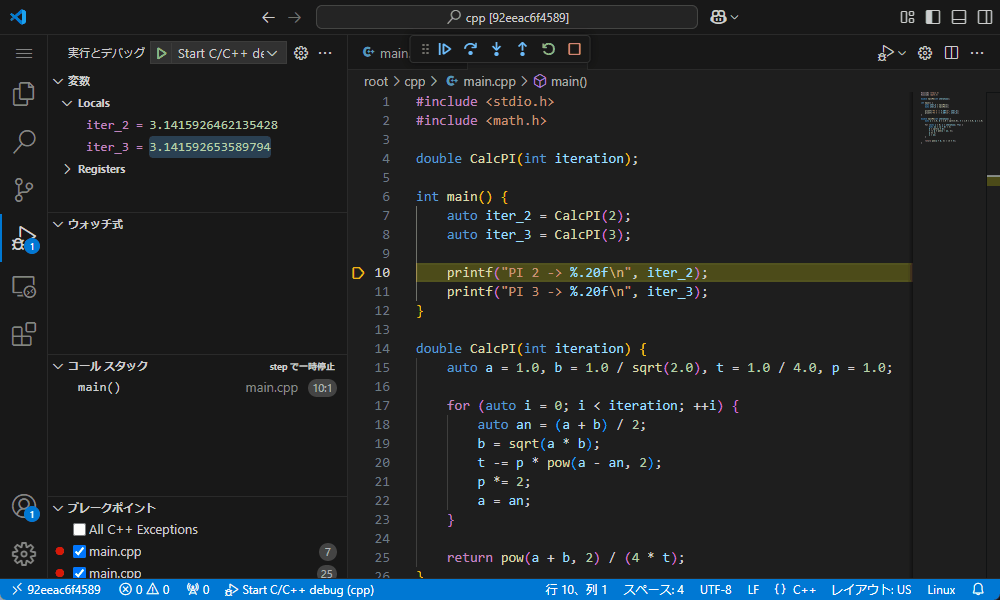 cpp [92eeac6f4589]
実行とデバッグ
Start C/C++ de
変数
Locals
iter_2 = 3.1415926462135428
iter_3 = 3.141592653589794
Registers
ウォッチ式
コール スタック
step で一時停止
main()
main.cpp
10:1
ブレークポイント
All C++ Exceptions
main.cpp
7
main.cpp
25
1
1
main.
root > cpp > main.cpp > main()
1 #include <stdio.h>
2 #include <math.h>
3
4 double CalcPI(int iteration);
5
6 int main() {
7 auto iter_2 = CalcPI(2);
8 auto iter_3 = CalcPI(3);
9
10 printf("PI 2 -> %.20f\n", iter_2);
11 printf("PI 3 -> %.20f\n", iter_3);
12 }
13
14 double CalcPI(int iteration) {
15 auto a = 1.0, b = 1.0 / sqrt(2.0), t = 1.0 / 4.0, p = 1.0;
16
17 for (auto i = 0; i < iteration; ++i) {
18 auto an = (a + b) / 2;
19 b = sqrt(a * b);
20 t -= p * pow(a - an, 2);
21 p *= 2;
22 a = an;
23 }
24
25 return pow(a + b, 2) / (4 * t);
26 }
92eeac6f4589
0
0
0
Start C/C++ debug (cpp)
行 10、列 1
スペース: 4
UTF-8
LF
{} C++
レイアウト: US
Linux